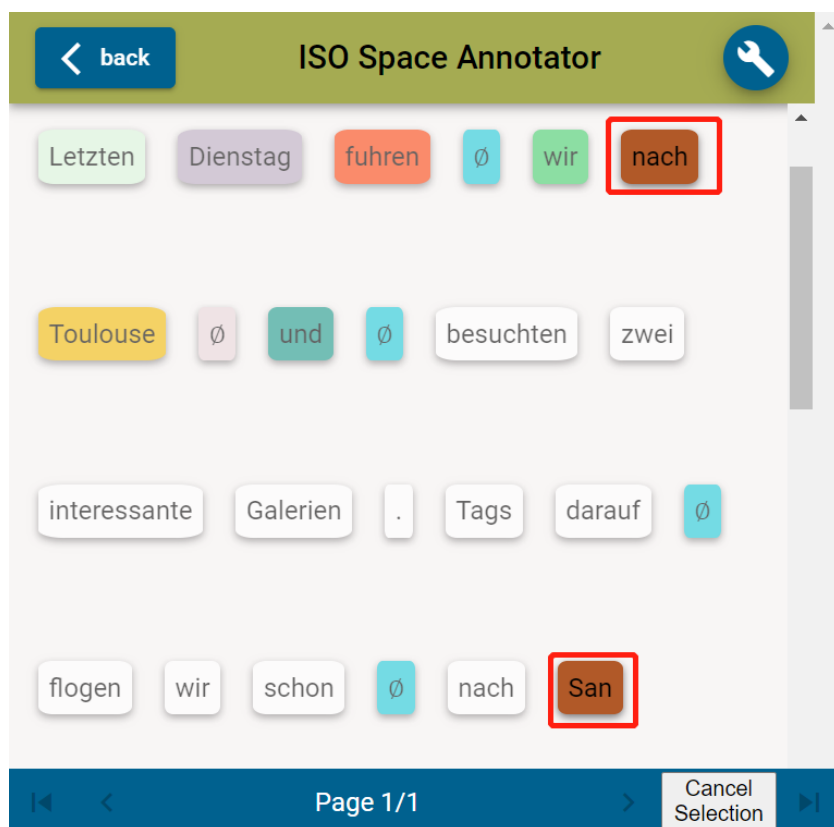 back ISO Space Annotator
Letzten Dienstag fuhren Ø wir nach
Toulouse Ø und Ø besuchten zwei
interessante Galerien . Tags darauf Ø
flogen wir schon Ø nach San
Page 1/1 Cancel
Selection